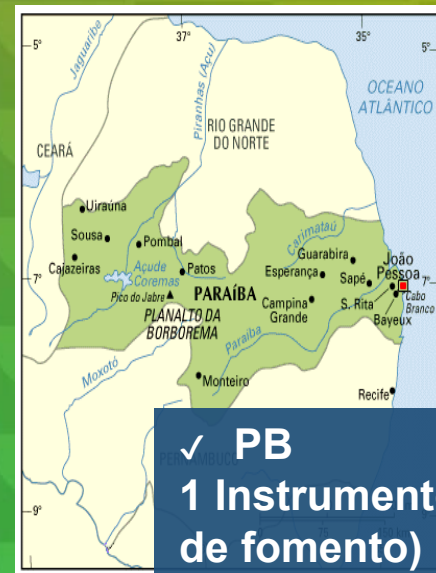 37° 35°
5° 5°
Jaguaribe
Piranhas (Açu)
OCEANO
ATLÂNTICO
RIO GRANDE
DO NORTE
CEARÁ
Uiraúna
Carimataú
Sousa
Pombal
Guarabira
João
Pessoa
Cajazeiras
Açude
Coremas
Patos
Esperança
Sapé
7° 7°
Pico do Jabre
PARAÍBA
Campina
Grande
S. Rita
Cabo
Branco
PLANALTO DA
BORBOREMA
Bayeux
Paraíba
Moxotó
Monteiro
Recife
PERNAMBUCO
✓ PB
1 Instrument
9°
de fomento)